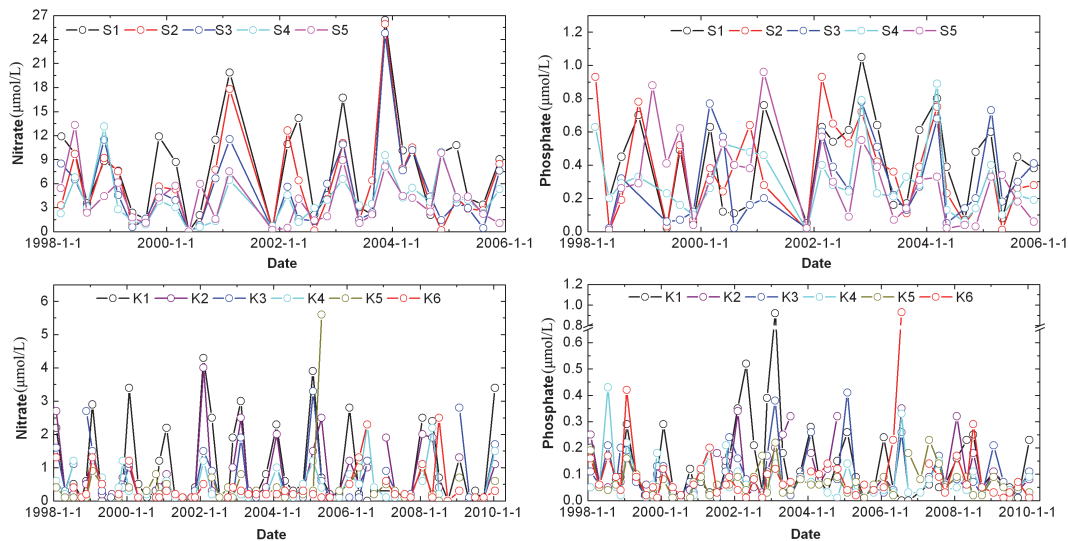 Nitrate(μmol/L)
27
24
21
18
15
12
9
6
3
0
S1 S2 S3 S4 S5
1998-1-1 2000-1-1 2002-1-1 2004-1-1 2006-1-1
Date
Phosphate(μmol/L)
1.2
1.0
0.8
0.6
0.4
0.2
0.0
S1 S2 S3 S4 S5
1998-1-1 2000-1-1 2002-1-1 2004-1-1 2006-1-1
Date
Nitrate(μmol/L)
6
5
4
3
2
1
0
K1 K2 K3 K4 K5 K6
1998-1-1 2000-1-1 2002-1-1 2004-1-1 2006-1-1 2008-1-1 2010-1-1
Date
Phosphate(μmol/L)
1.2
1.0
0.8
0.5
0.4
0.3
0.2
0.1
0.0
K1 K2 K3 K4 K5 K6
1998-1-1 2000-1-1 2002-1-1 2004-1-1 2006-1-1 2008-1-1 2010-1-1
Date